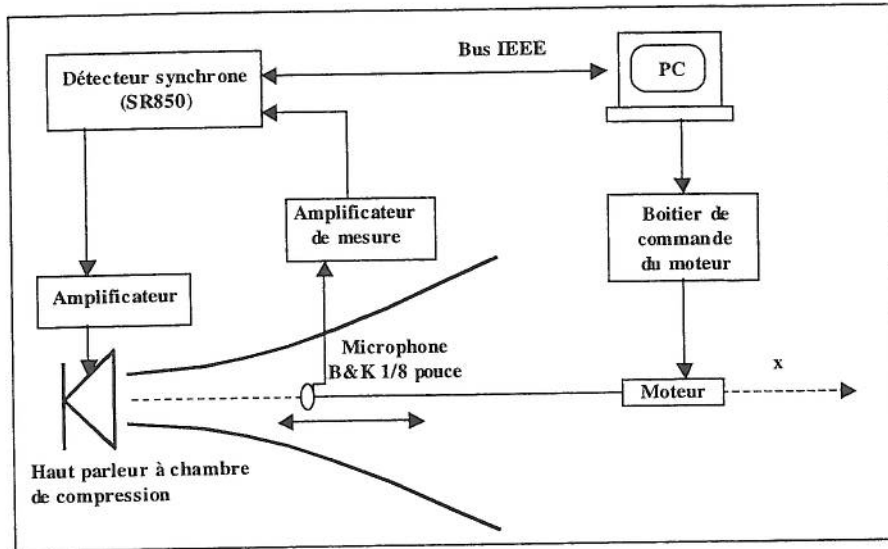 Bus IEEE
PC
Détecteur synchrone
(SR850)
Amplificateur
de mesure
Boitier de
commande
du moteur
Amplificateur
Microphone
B&K 1/8 pouce
Moteur
x
Haut parleur à chambre
de compression